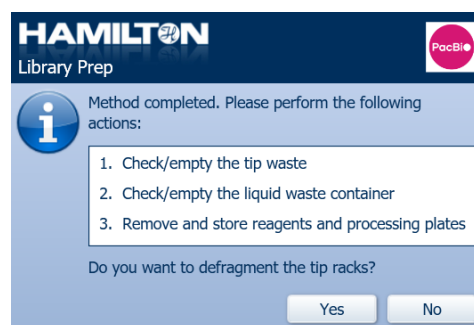 HAMILTON
PacBi
Library Prep
Method completed. Please perform the following
actions:
1. Check/empty the tip waste
2. Check/empty the liquid waste container
3. Remove and store reagents and processing plates
Do you want to defragment the tip racks?
Yes
No